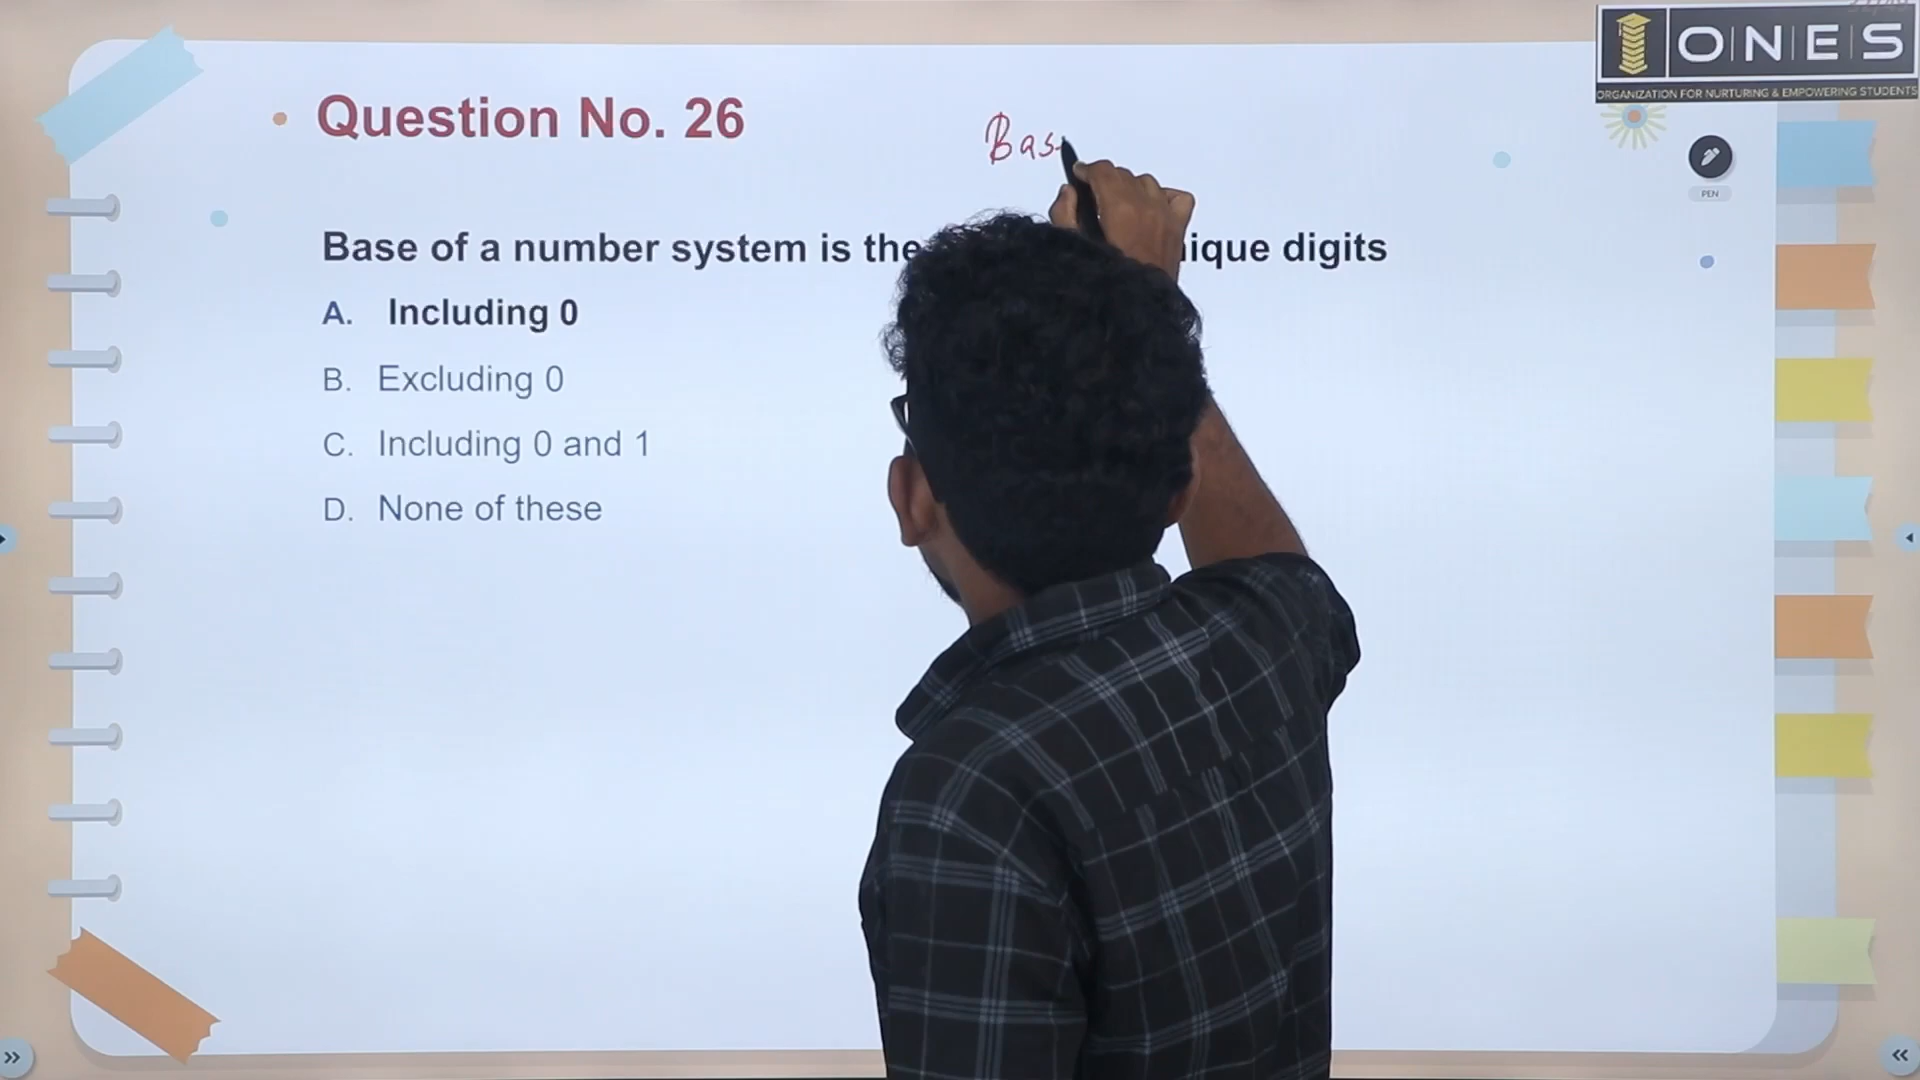 O|N|E|S
ORGANIZATION FOR NURTURING & EMPOWERING STUDENTS
Question No. 26
Bas
PEN
Base of a number system is the ique digits
A. Including 0
B. Excluding 0
C. Including 0 and 1
D. None of these